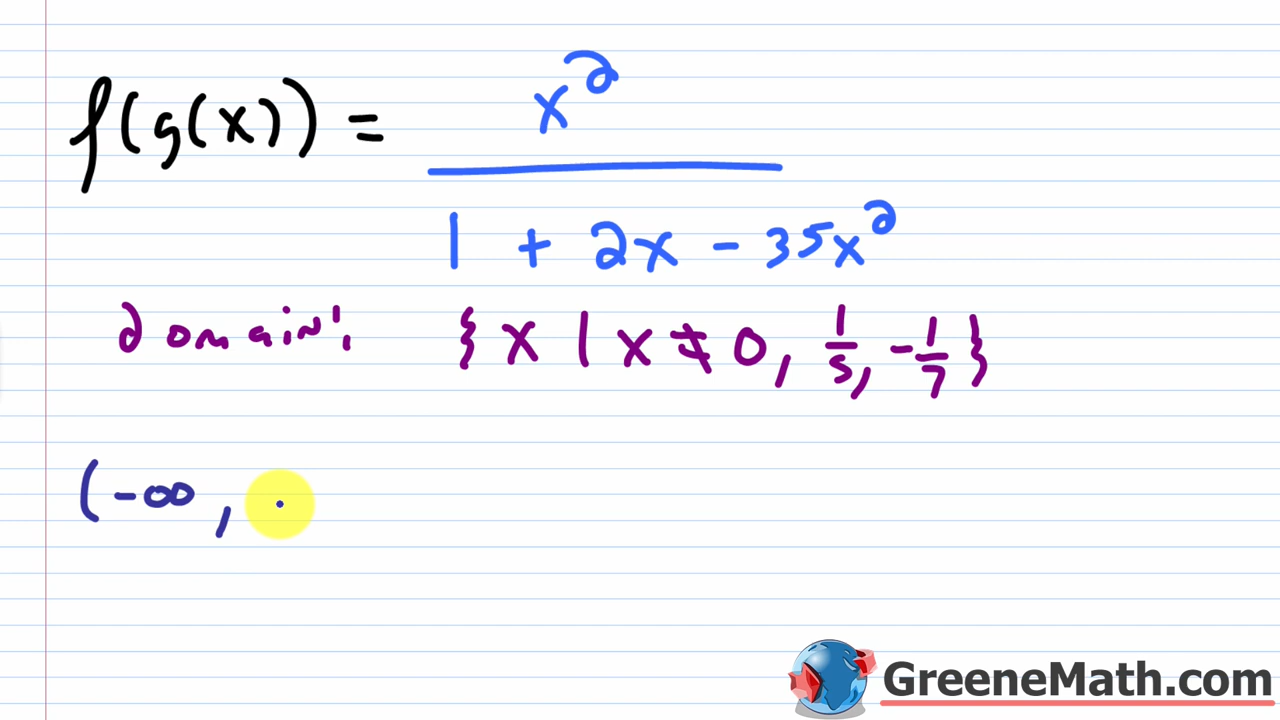 f(g(x)) = x² / 1 + 2x - 35x²
domain: {x | x ≠ 0, 1/5, -1/7}
(-∞,
GreeneMath.com